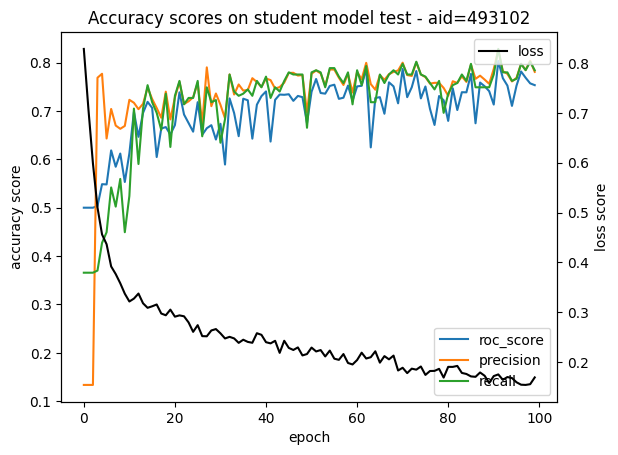 Accuracy scores on student model test - aid=493102
loss
0.8
0.7
0.6
0.5
0.4
0.3
0.2
0.1
accuracy score
0.8
0.7
0.6
0.5
0.4
0.3
0.2
loss score
roc_score
precision
recall
0
20
40
60
80
100
epoch